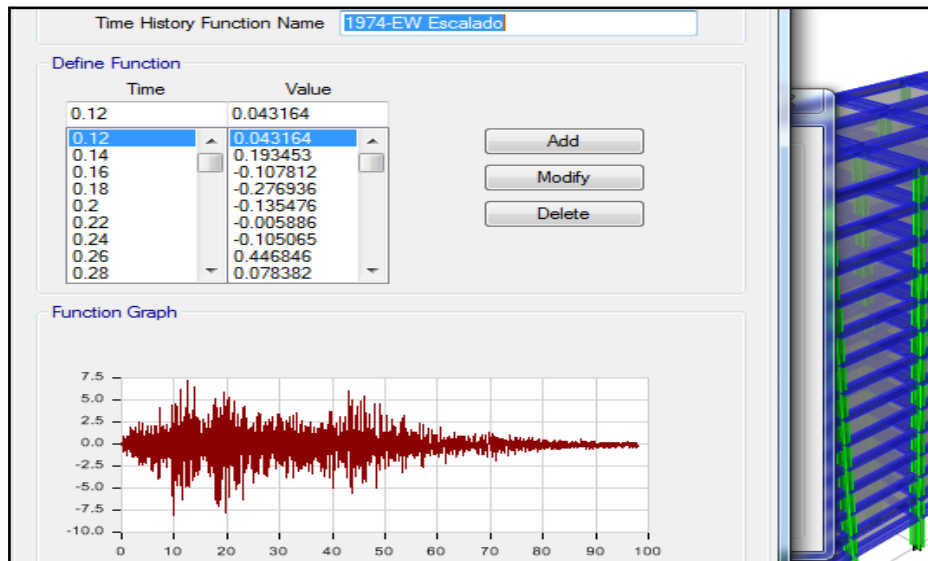 Time History Function Name 1974-EW Escalado
Define Function
Time Value
0.12 0.043164
0.12 0.043164
0.14 0.193453
0.16 -0.107812
0.18 -0.276936
0.2 -0.135476
0.22 -0.005886
0.24 -0.105065
0.26 0.446846
0.28 0.078382
Add
Modify
Delete
Function Graph
7.5
5.0
2.5
0.0
-2.5
-5.0
-7.5
-10.0
0 10 20 30 40 50 60 70 80 90 100